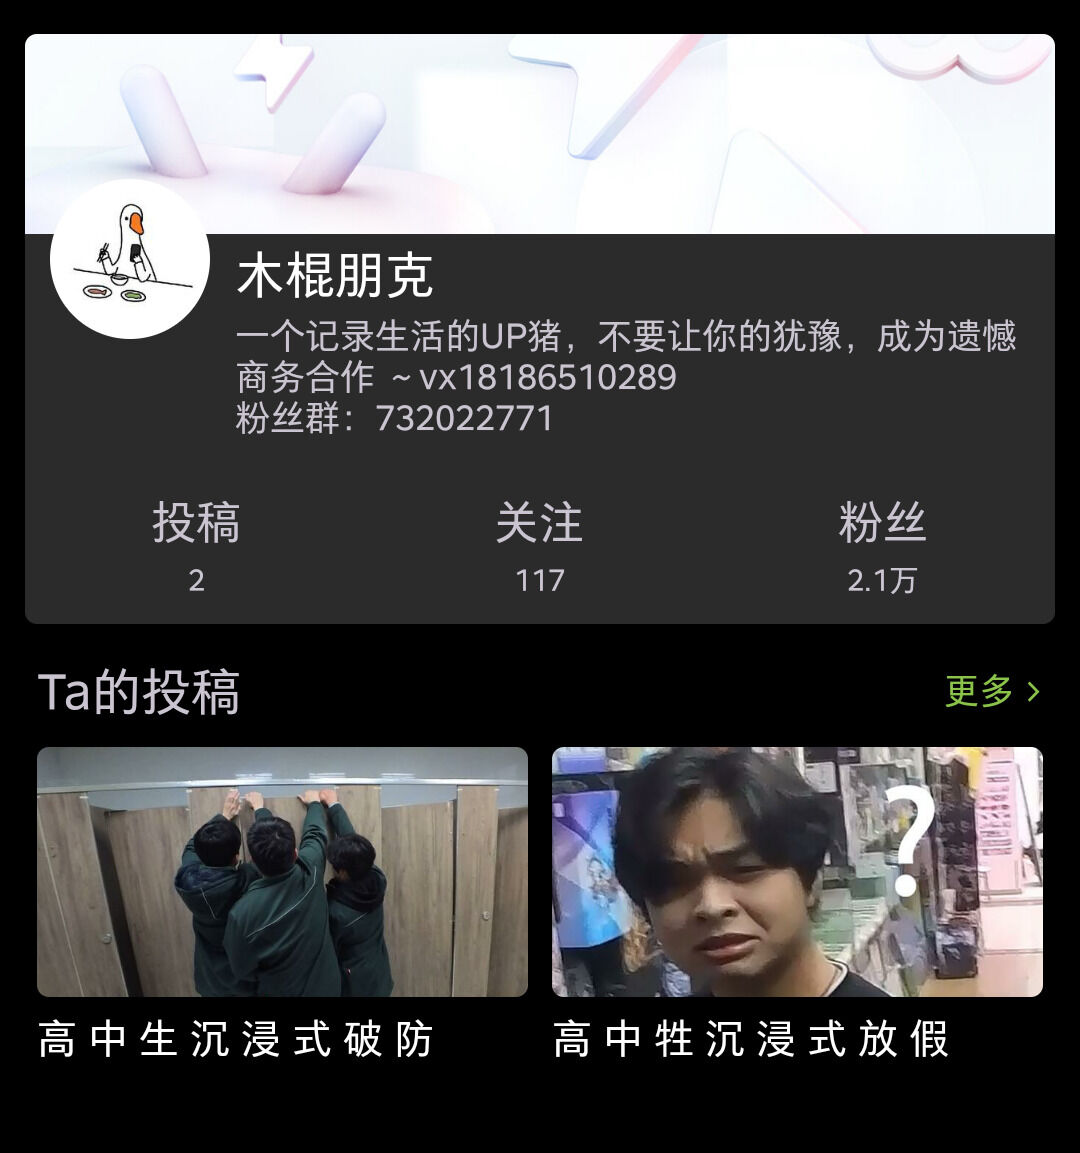 木棍朋克
一个记录生活的UP猪，不要让你的犹豫，成为遗憾
商务合作 ~ vx18186510289
粉丝群：732022771
投稿 关注 粉丝
2 117 2.1万
Ta的投稿 更多 >
?
高 中 生 沉 浸 式 破 防 高 中 牲 沉 浸 式 放 假